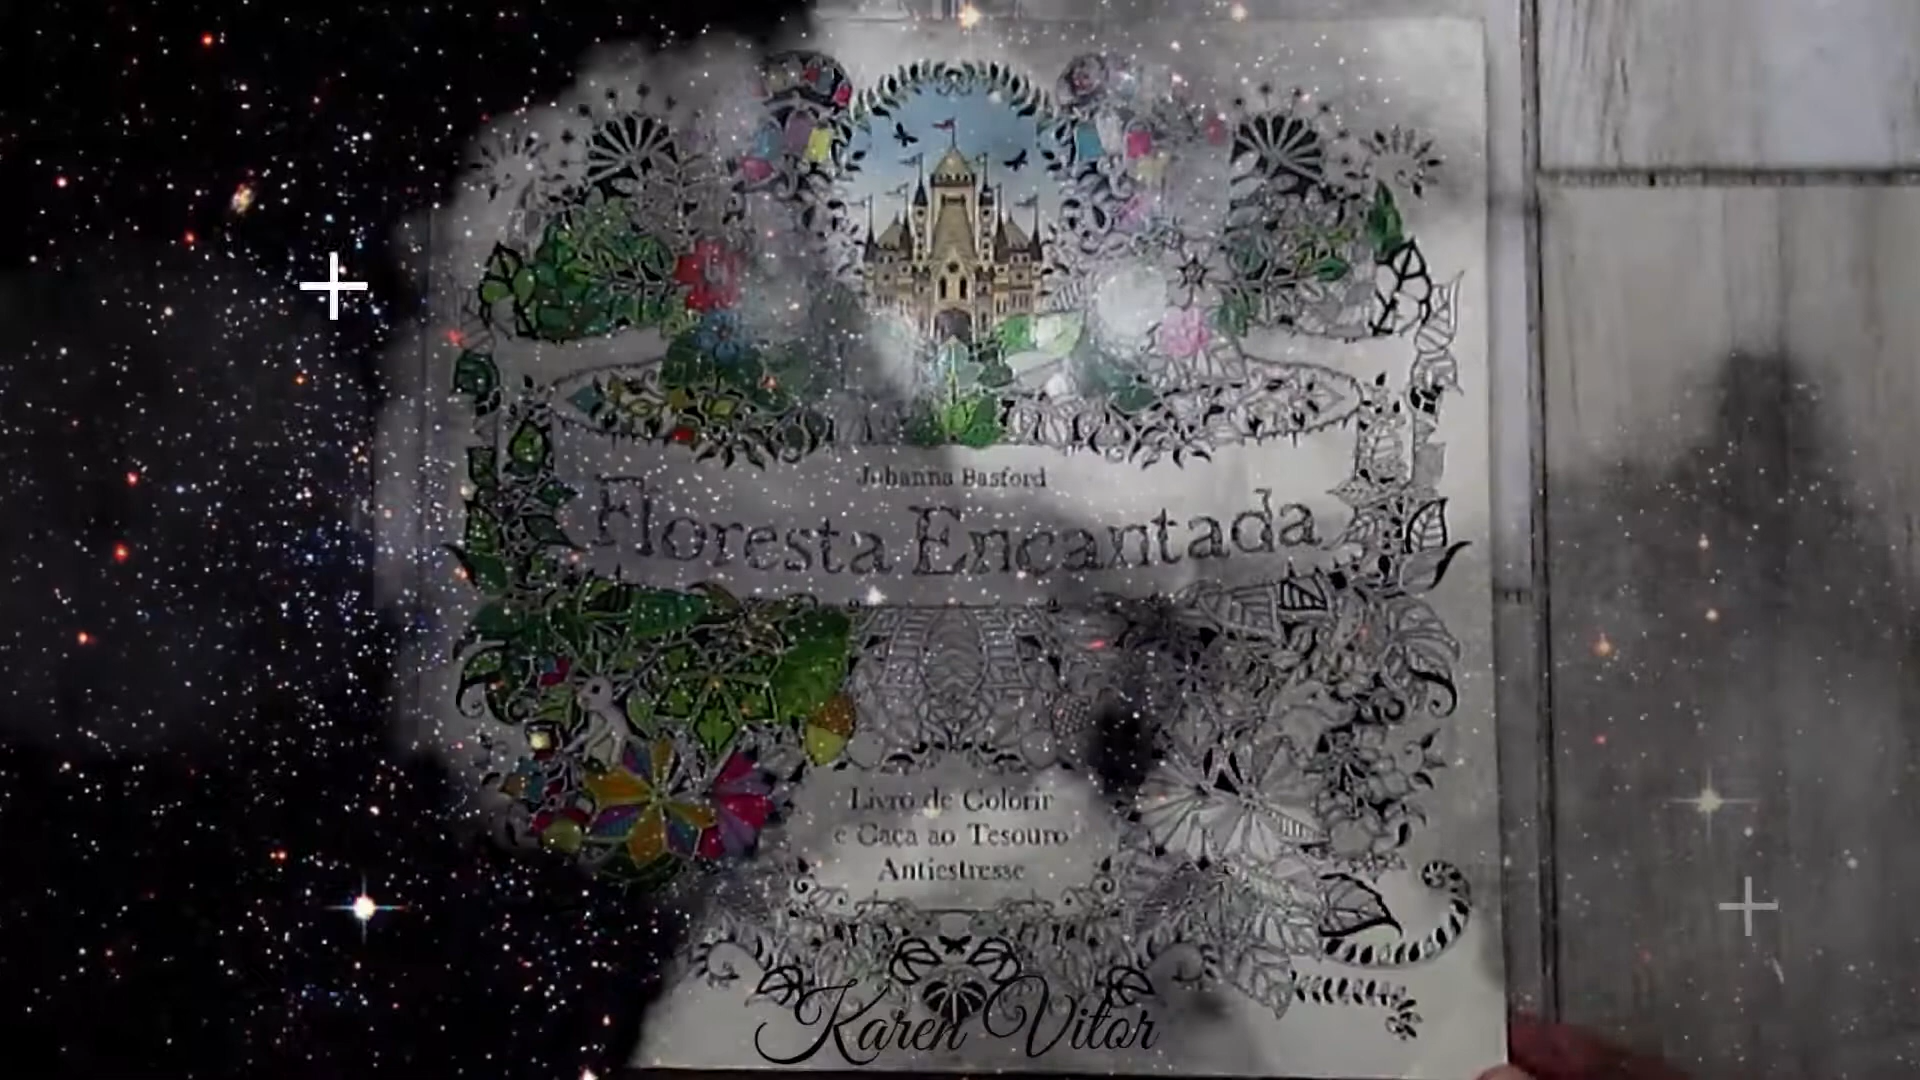 Johanna Basford
Floresta Encantada
Livro de Colorir
e Caça ao Tesouro
Antiestresse
Karen Vitor